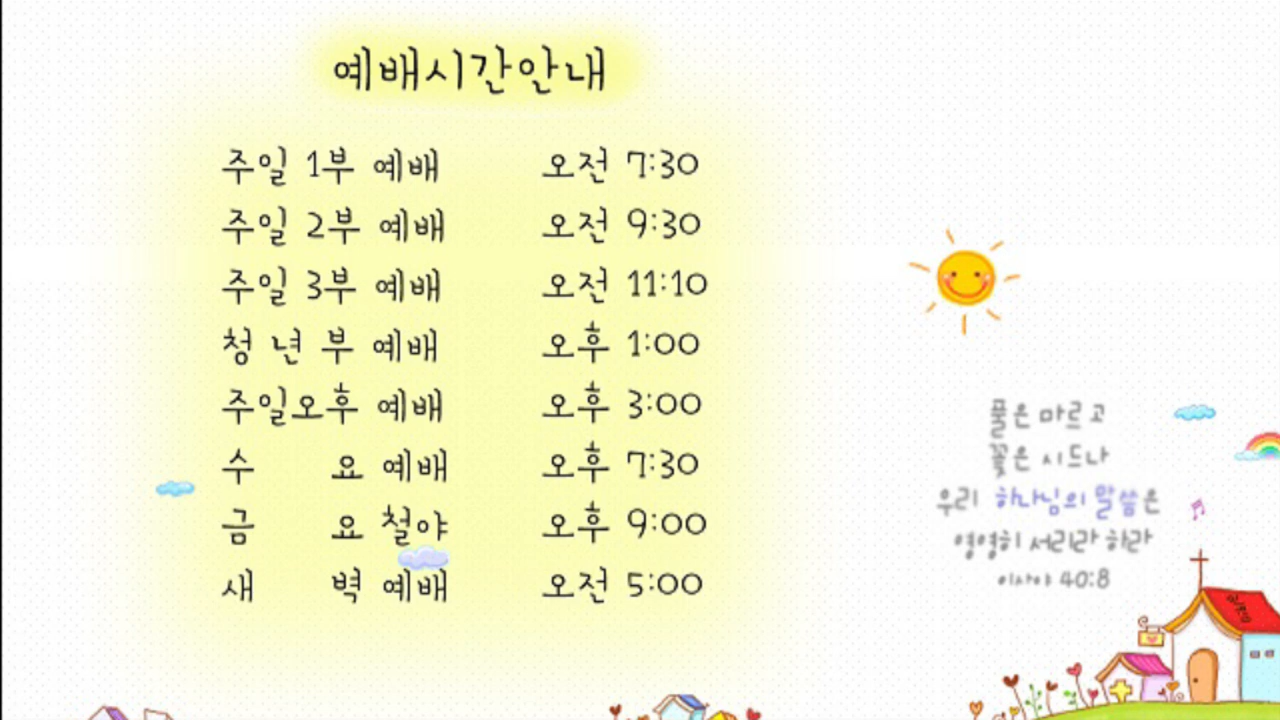 예배시간안내
주일 1부 예배 오전 7:30
주일 2부 예배 오전 9:30
주일 3부 예배 오전 11:10
청 년 부 예배 오후 1:00
주일오후 예배 오후 3:00
수 요 예배 오후 7:30
금 요 철야 오후 9:00
새 벽 예배 오전 5:00
풀은 마르고
꽃은 시드나
우리 하나님의 말씀은
영영히 서리라 하라
이사야 40:8